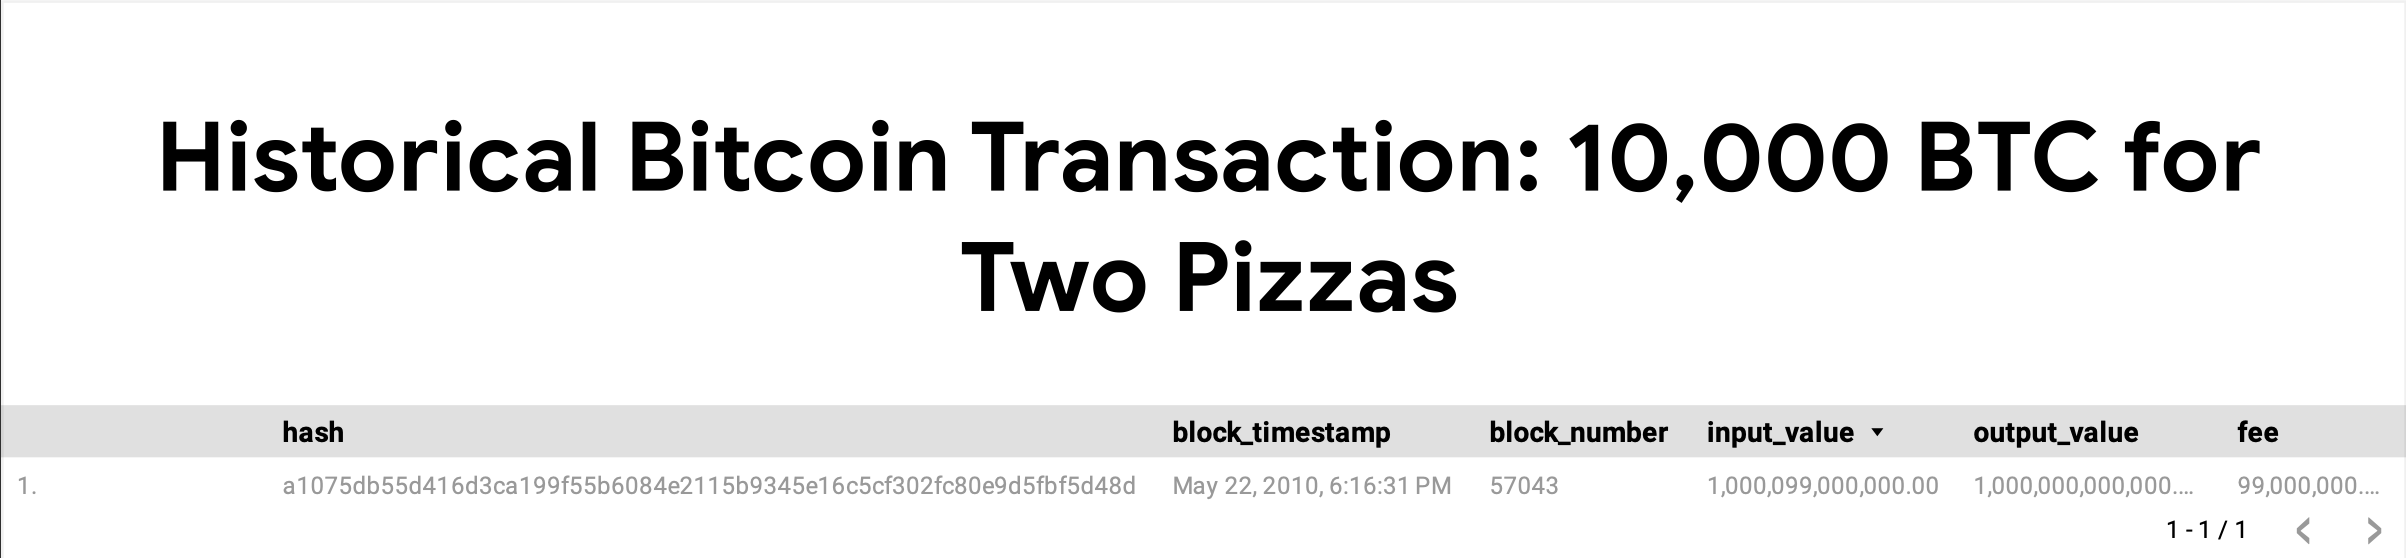 Historical Bitcoin Transaction: 10,000 BTC for
Two Pizzas
hash block_timestamp block_number input_value output_value fee
1. a1075db55d416d3ca199f55b6084e2115b9345e16c5cf302fc80e9d5fbf5d48d May 22, 2010, 6:16:31 PM 57043 1,000,099,000,000.00 1,000,000,000,000.... 99,000,000....
1 - 1 / 1